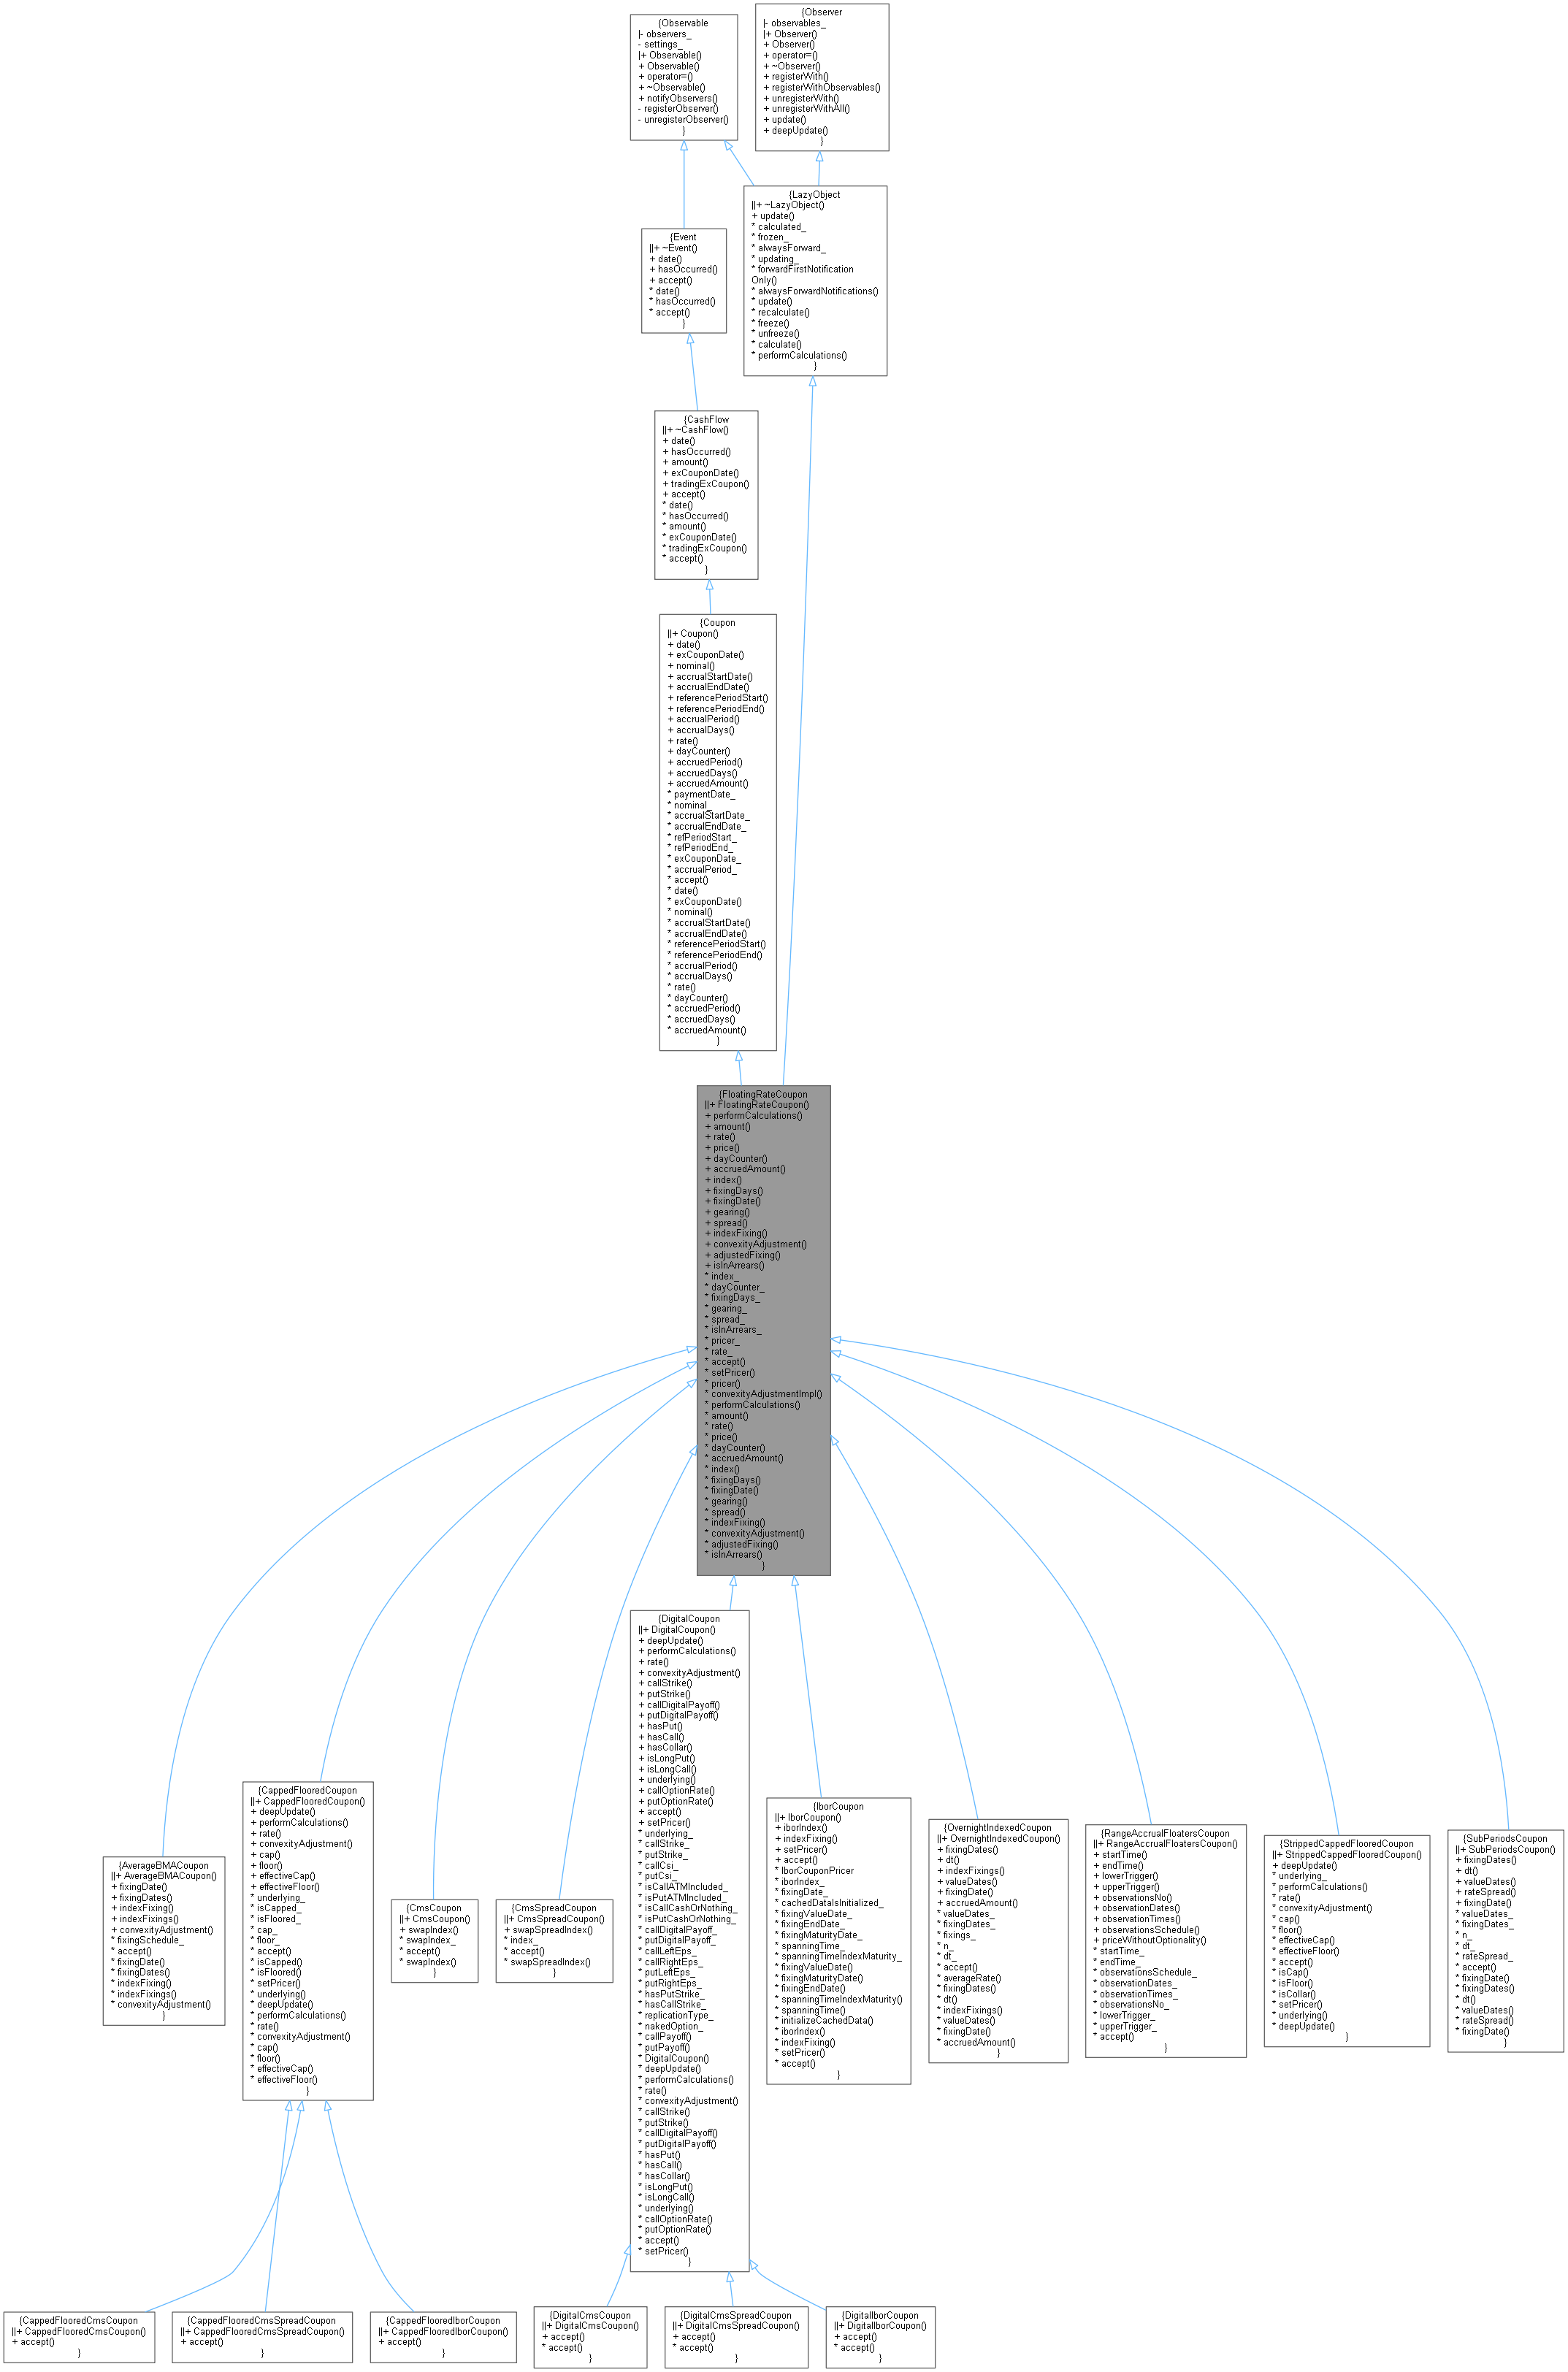 {Observable
|- observers_
- settings_
|+ Observable()
+ Observable()
+ operator=()
+ ~Observable()
+ notifyObservers()
- registerObserver()
- unregisterObserver()
}
{Observer
|- observables_
|+ Observer()
+ Observer()
+ operator=()
+ ~Observer()
+ registerWith()
+ registerWithObservables()
+ unregisterWith()
+ unregisterWithAll()
+ update()
+ deepUpdate()
}
{LazyObject
||+ ~LazyObject()
+ update()
* calculated_
* frozen_
* alwaysForward_
* updating_
* forwardFirstNotification
Only()
* alwaysForwardNotifications()
* update()
* recalculate()
* freeze()
* unfreeze()
* calculate()
* performCalculations()
}
{Event
||+ ~Event()
+ date()
+ hasOccurred()
+ accept()
* date()
* hasOccurred()
* accept()
}
{CashFlow
||+ ~CashFlow()
+ date()
+ hasOccurred()
+ amount()
+ exCouponDate()
+ tradingExCoupon()
+ accept()
* date()
* hasOccurred()
* amount()
* exCouponDate()
* tradingExCoupon()
* accept()
}
{Coupon
||+ Coupon()
+ date()
+ exCouponDate()
+ nominal()
+ accrualStartDate()
+ accrualEndDate()
+ referencePeriodStart()
+ referencePeriodEnd()
+ accrualPeriod()
+ accrualDays()
+ rate()
+ dayCounter()
+ accruedPeriod()
+ accruedDays()
+ accruedAmount()
* paymentDate_
* nominal_
* accrualStartDate_
* accrualEndDate_
* refPeriodStart_
* refPeriodEnd_
* exCouponDate_
* accrualPeriod_
* accept()
* date()
* exCouponDate()
* nominal()
* accrualStartDate()
* accrualEndDate()
* referencePeriodStart()
* referencePeriodEnd()
* accrualPeriod()
* accrualDays()
* rate()
* dayCounter()
* accruedPeriod()
* accruedDays()
* accruedAmount()
}
{FloatingRateCoupon
||+ FloatingRateCoupon()
+ performCalculations()
+ amount()
+ rate()
+ price()
+ dayCounter()
+ accruedAmount()
+ index()
+ fixingDays()
+ fixingDate()
+ gearing()
+ spread()
+ indexFixing()
+ convexityAdjustment()
+ adjustedFixing()
+ isInArrears()
* index_
* dayCounter_
* fixingDays_
* gearing_
* spread_
* isInArrears_
* pricer_
* rate_
* accept()
* setPricer()
* pricer()
* convexityAdjustmentImpl()
* performCalculations()
* amount()
* rate()
* price()
* dayCounter()
* accruedAmount()
* index()
* fixingDays()
* fixingDate()
* gearing()
* spread()
* indexFixing()
* convexityAdjustment()
* adjustedFixing()
* isInArrears()
}
{AverageBMACoupon
||+ AverageBMACoupon()
+ fixingDate()
+ fixingDates()
+ indexFixing()
+ indexFixings()
+ convexityAdjustment()
* fixingSchedule_
* accept()
* fixingDate()
* fixingDates()
* indexFixing()
* indexFixings()
* convexityAdjustment()
}
{CappedFlooredCoupon
||+ CappedFlooredCoupon()
+ deepUpdate()
+ performCalculations()
+ rate()
+ convexityAdjustment()
+ cap()
+ floor()
+ effectiveCap()
+ effectiveFloor()
* underlying_
* isCapped_
* isFloored_
* cap_
* floor_
* accept()
* isCapped()
* isFloored()
* setPricer()
* underlying()
* deepUpdate()
* performCalculations()
* rate()
* convexityAdjustment()
* cap()
* floor()
* effectiveCap()
* effectiveFloor()
}
{CmsCoupon
||+ CmsCoupon()
+ swapIndex()
* swapIndex_
* accept()
* swapIndex()
}
{CmsSpreadCoupon
||+ CmsSpreadCoupon()
+ swapSpreadIndex()
* index_
* accept()
* swapSpreadIndex()
}
{DigitalCoupon
||+ DigitalCoupon()
+ deepUpdate()
+ performCalculations()
+ rate()
+ convexityAdjustment()
+ callStrike()
+ putStrike()
+ callDigitalPayoff()
+ putDigitalPayoff()
+ hasPut()
+ hasCall()
+ hasCollar()
+ isLongPut()
+ isLongCall()
+ underlying()
+ callOptionRate()
+ putOptionRate()
+ accept()
+ setPricer()
* underlying_
* callStrike_
* putStrike_
* callCsi_
* putCsi_
* isCallATMIncluded_
* isPutATMIncluded_
* isCallCashOrNothing_
* isPutCashOrNothing_
* callDigitalPayoff_
* putDigitalPayoff_
* callLeftEps_
* callRightEps_
* putLeftEps_
* putRightEps_
* hasPutStrike_
* hasCallStrike_
* replicationType_
* nakedOption_
* callPayoff()
* putPayoff()
* DigitalCoupon()
* deepUpdate()
* performCalculations()
* rate()
* convexityAdjustment()
* callStrike()
* putStrike()
* callDigitalPayoff()
* putDigitalPayoff()
* hasPut()
* hasCall()
* hasCollar()
* isLongPut()
* isLongCall()
* underlying()
* callOptionRate()
* putOptionRate()
* accept()
* setPricer()
}
{IborCoupon
||+ IborCoupon()
+ iborIndex()
+ indexFixing()
+ setPricer()
+ accept()
* IborCouponPricer
* iborIndex_
* fixingDate_
* cachedDataIsInitialized_
* fixingValueDate_
* fixingEndDate_
* fixingMaturityDate_
* spanningTime_
* spanningTimeIndexMaturity_
* fixingValueDate()
* fixingMaturityDate()
* fixingEndDate()
* spanningTimeIndexMaturity()
* spanningTime()
* initializeCachedData()
* iborIndex()
* indexFixing()
* setPricer()
* accept()
}
{OvernightIndexedCoupon
||+ OvernightIndexedCoupon()
+ fixingDates()
+ dt()
+ indexFixings()
+ valueDates()
+ fixingDate()
+ accruedAmount()
* valueDates_
* fixingDates_
* fixings_
* n_
* dt_
* accept()
* averageRate()
* fixingDates()
* dt()
* indexFixings()
* valueDates()
* fixingDate()
* accruedAmount()
}
{RangeAccrualFloatersCoupon
||+ RangeAccrualFloatersCoupon()
+ startTime()
+ endTime()
+ lowerTrigger()
+ upperTrigger()
+ observationsNo()
+ observationDates()
+ observationTimes()
+ observationsSchedule()
+ priceWithoutOptionality()
* startTime_
* endTime_
* observationsSchedule_
* observationDates_
* observationTimes_
* observationsNo_
* lowerTrigger_
* upperTrigger_
* accept()
}
{StrippedCappedFlooredCoupon
||+ StrippedCappedFlooredCoupon()
+ deepUpdate()
* underlying_
* performCalculations()
* rate()
* convexityAdjustment()
* cap()
* floor()
* effectiveCap()
* effectiveFloor()
* accept()
* isCap()
* isFloor()
* isCollar()
* setPricer()
* underlying()
* deepUpdate()
}
{SubPeriodsCoupon
||+ SubPeriodsCoupon()
+ fixingDates()
+ dt()
+ valueDates()
+ rateSpread()
+ fixingDate()
* valueDates_
* fixingDates_
* n_
* dt_
* rateSpread_
* accept()
* fixingDate()
* fixingDates()
* dt()
* valueDates()
* rateSpread()
* fixingDate()
}
{CappedFlooredCmsCoupon
||+ CappedFlooredCmsCoupon()
+ accept()
}
{CappedFlooredCmsSpreadCoupon
||+ CappedFlooredCmsSpreadCoupon()
+ accept()
}
{CappedFlooredIborCoupon
||+ CappedFlooredIborCoupon()
+ accept()
}
{DigitalCmsCoupon
||+ DigitalCmsCoupon()
+ accept()
* accept()
}
{DigitalCmsSpreadCoupon
||+ DigitalCmsSpreadCoupon()
+ accept()
* accept()
}
{DigitalIborCoupon
||+ DigitalIborCoupon()
+ accept()
* accept()
}